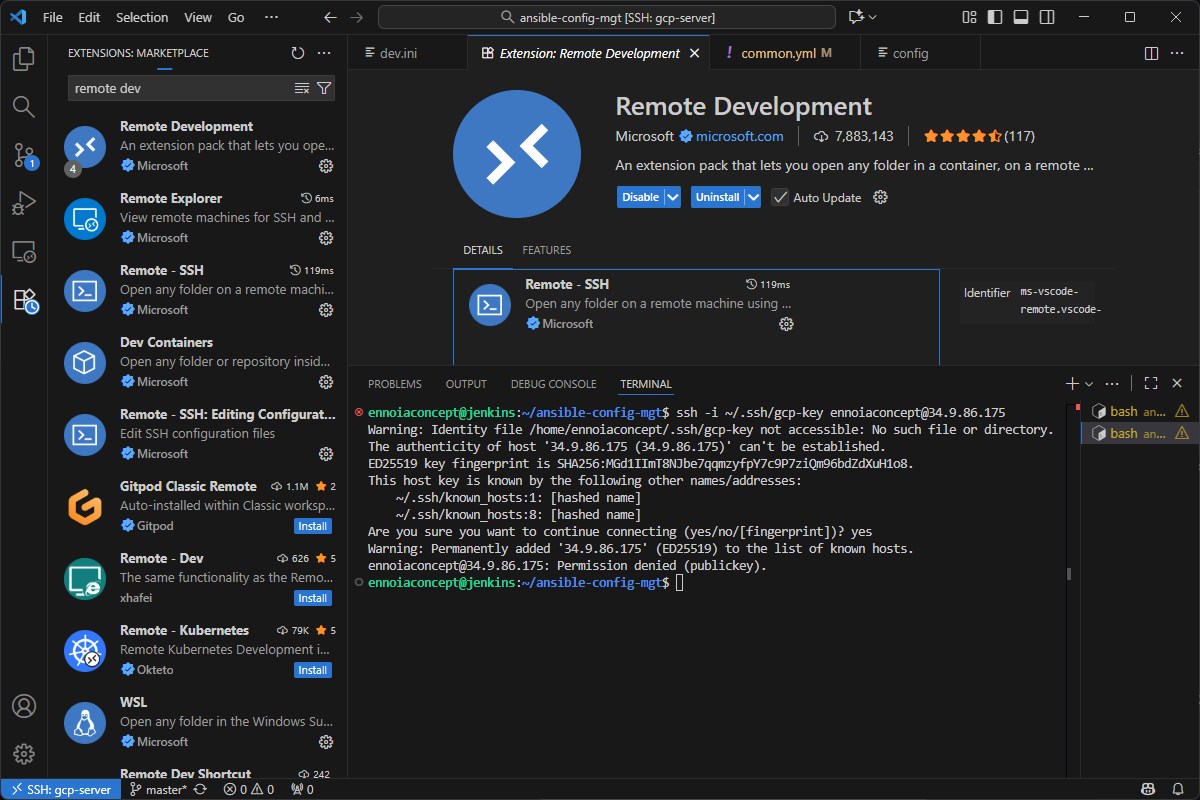 File Edit Selection View Go ··· ansible-config-mgt [SSH: gcp-server]
EXTENSIONS: MARKETPLACE
remote dev
Remote Development
An extension pack that lets you ope...
Microsoft
4
Remote Explorer 6ms
View remote machines for SSH and ...
Microsoft
Remote - SSH 119ms
Open any folder on a remote machi...
Microsoft
Dev Containers
Open any folder or repository insid...
Microsoft
Remote - SSH: Editing Configurat...
Edit SSH configuration files
Microsoft
Gitpod Classic Remote 1.1M 2
Auto-installed within Classic worksp...
Gitpod Install
Remote - Dev 626 5
The same functionality as the Remo...
xhafei Install
Remote - Kubernetes 79K 5
Remote Kubernetes Development i...
Okteto Install
WSL
Open any folder in the Windows Su...
Microsoft
Remote Dev Shortcut 242
1
dev.ini Extension: Remote Development common.yml M config
Remote Development
Microsoft microsoft.com 7,883,143 (117)
An extension pack that lets you open any folder in a container, on a remote ...
Disable Uninstall Auto Update
DETAILS FEATURES
Remote - SSH 119ms
Open any folder on a remote machine using ...
Microsoft
Identifier ms-vscode-
remote.vscode-
PROBLEMS OUTPUT DEBUG CONSOLE TERMINAL
ennoiaconcept@jenkins:~/ansible-config-mgt$ ssh -i ~/.ssh/gcp-key ennoiaconcept@34.9.86.175
Warning: Identity file /home/ennoiaconcept/.ssh/gcp-key not accessible: No such file or directory.
The authenticity of host '34.9.86.175 (34.9.86.175)' can't be established.
ED25519 key fingerprint is SHA256:MGd1IImT8NJbe7qqmzyfpY7c9P7ziQm96bdZdXuH1o8.
This host key is known by the following other names/addresses:
~/.ssh/known_hosts:1: [hashed name]
~/.ssh/known_hosts:8: [hashed name]
Are you sure you want to continue connecting (yes/no/[fingerprint])? yes
Warning: Permanently added '34.9.86.175' (ED25519) to the list of known hosts.
ennoiaconcept@34.9.86.175: Permission denied (publickey).
ennoiaconcept@jenkins:~/ansible-config-mgt$
bash an...
bash an...
SSH: gcp-server master* 0 0 0